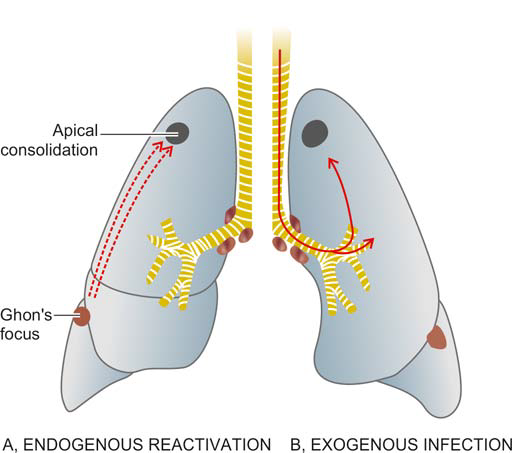 Apical
consolidation
Ghon's
focus
A, ENDOGENOUS REACTIVATION B, EXOGENOUS INFECTION